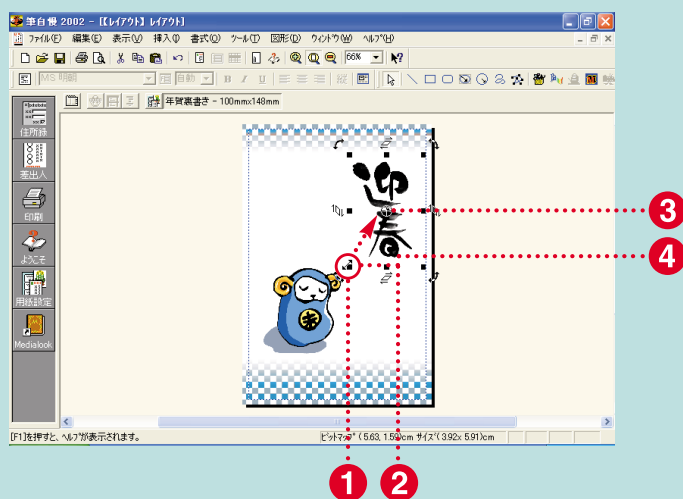 筆自慢 2002 - [【レイアウト】 レイアウト]
ファイル(F) 編集(E) 表示(V) 挿入(I) 書式(O) ツール(T) 図形(D) ウィンドウ(W) ヘルプ(H)
66%
MS 明朝 自動 B I U
年賀裏書き - 100mm×148mm
住所録
差出人
印刷
ようこそ
用紙設定
Medialook
迎春
3
4
[F1]を押すと、ヘルプが表示されます。
ビットマップ ( 5.63, 1.59)cm サイズ( 3.92x 5.91)cm
1 2